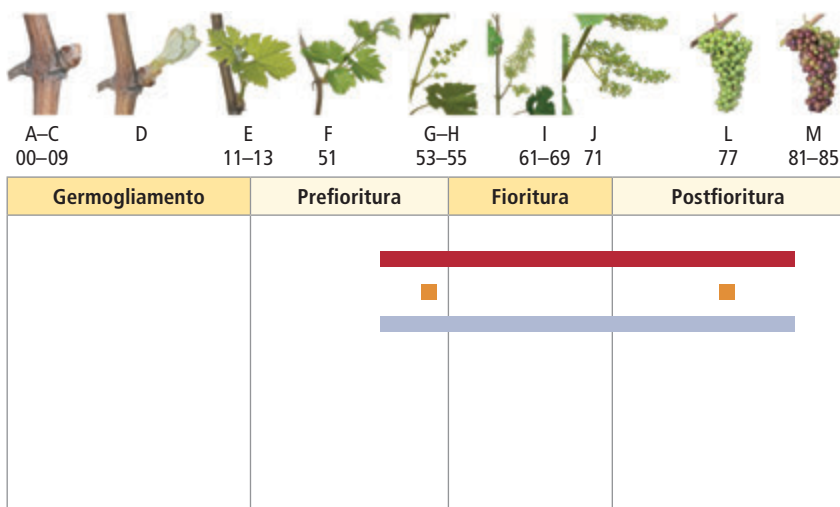 A–C D E F G–H I J L M
00–09 11–13 51 53–55 61–69 71 77 81–85
Germogliamento Prefioritura Fioritura Postfioritura